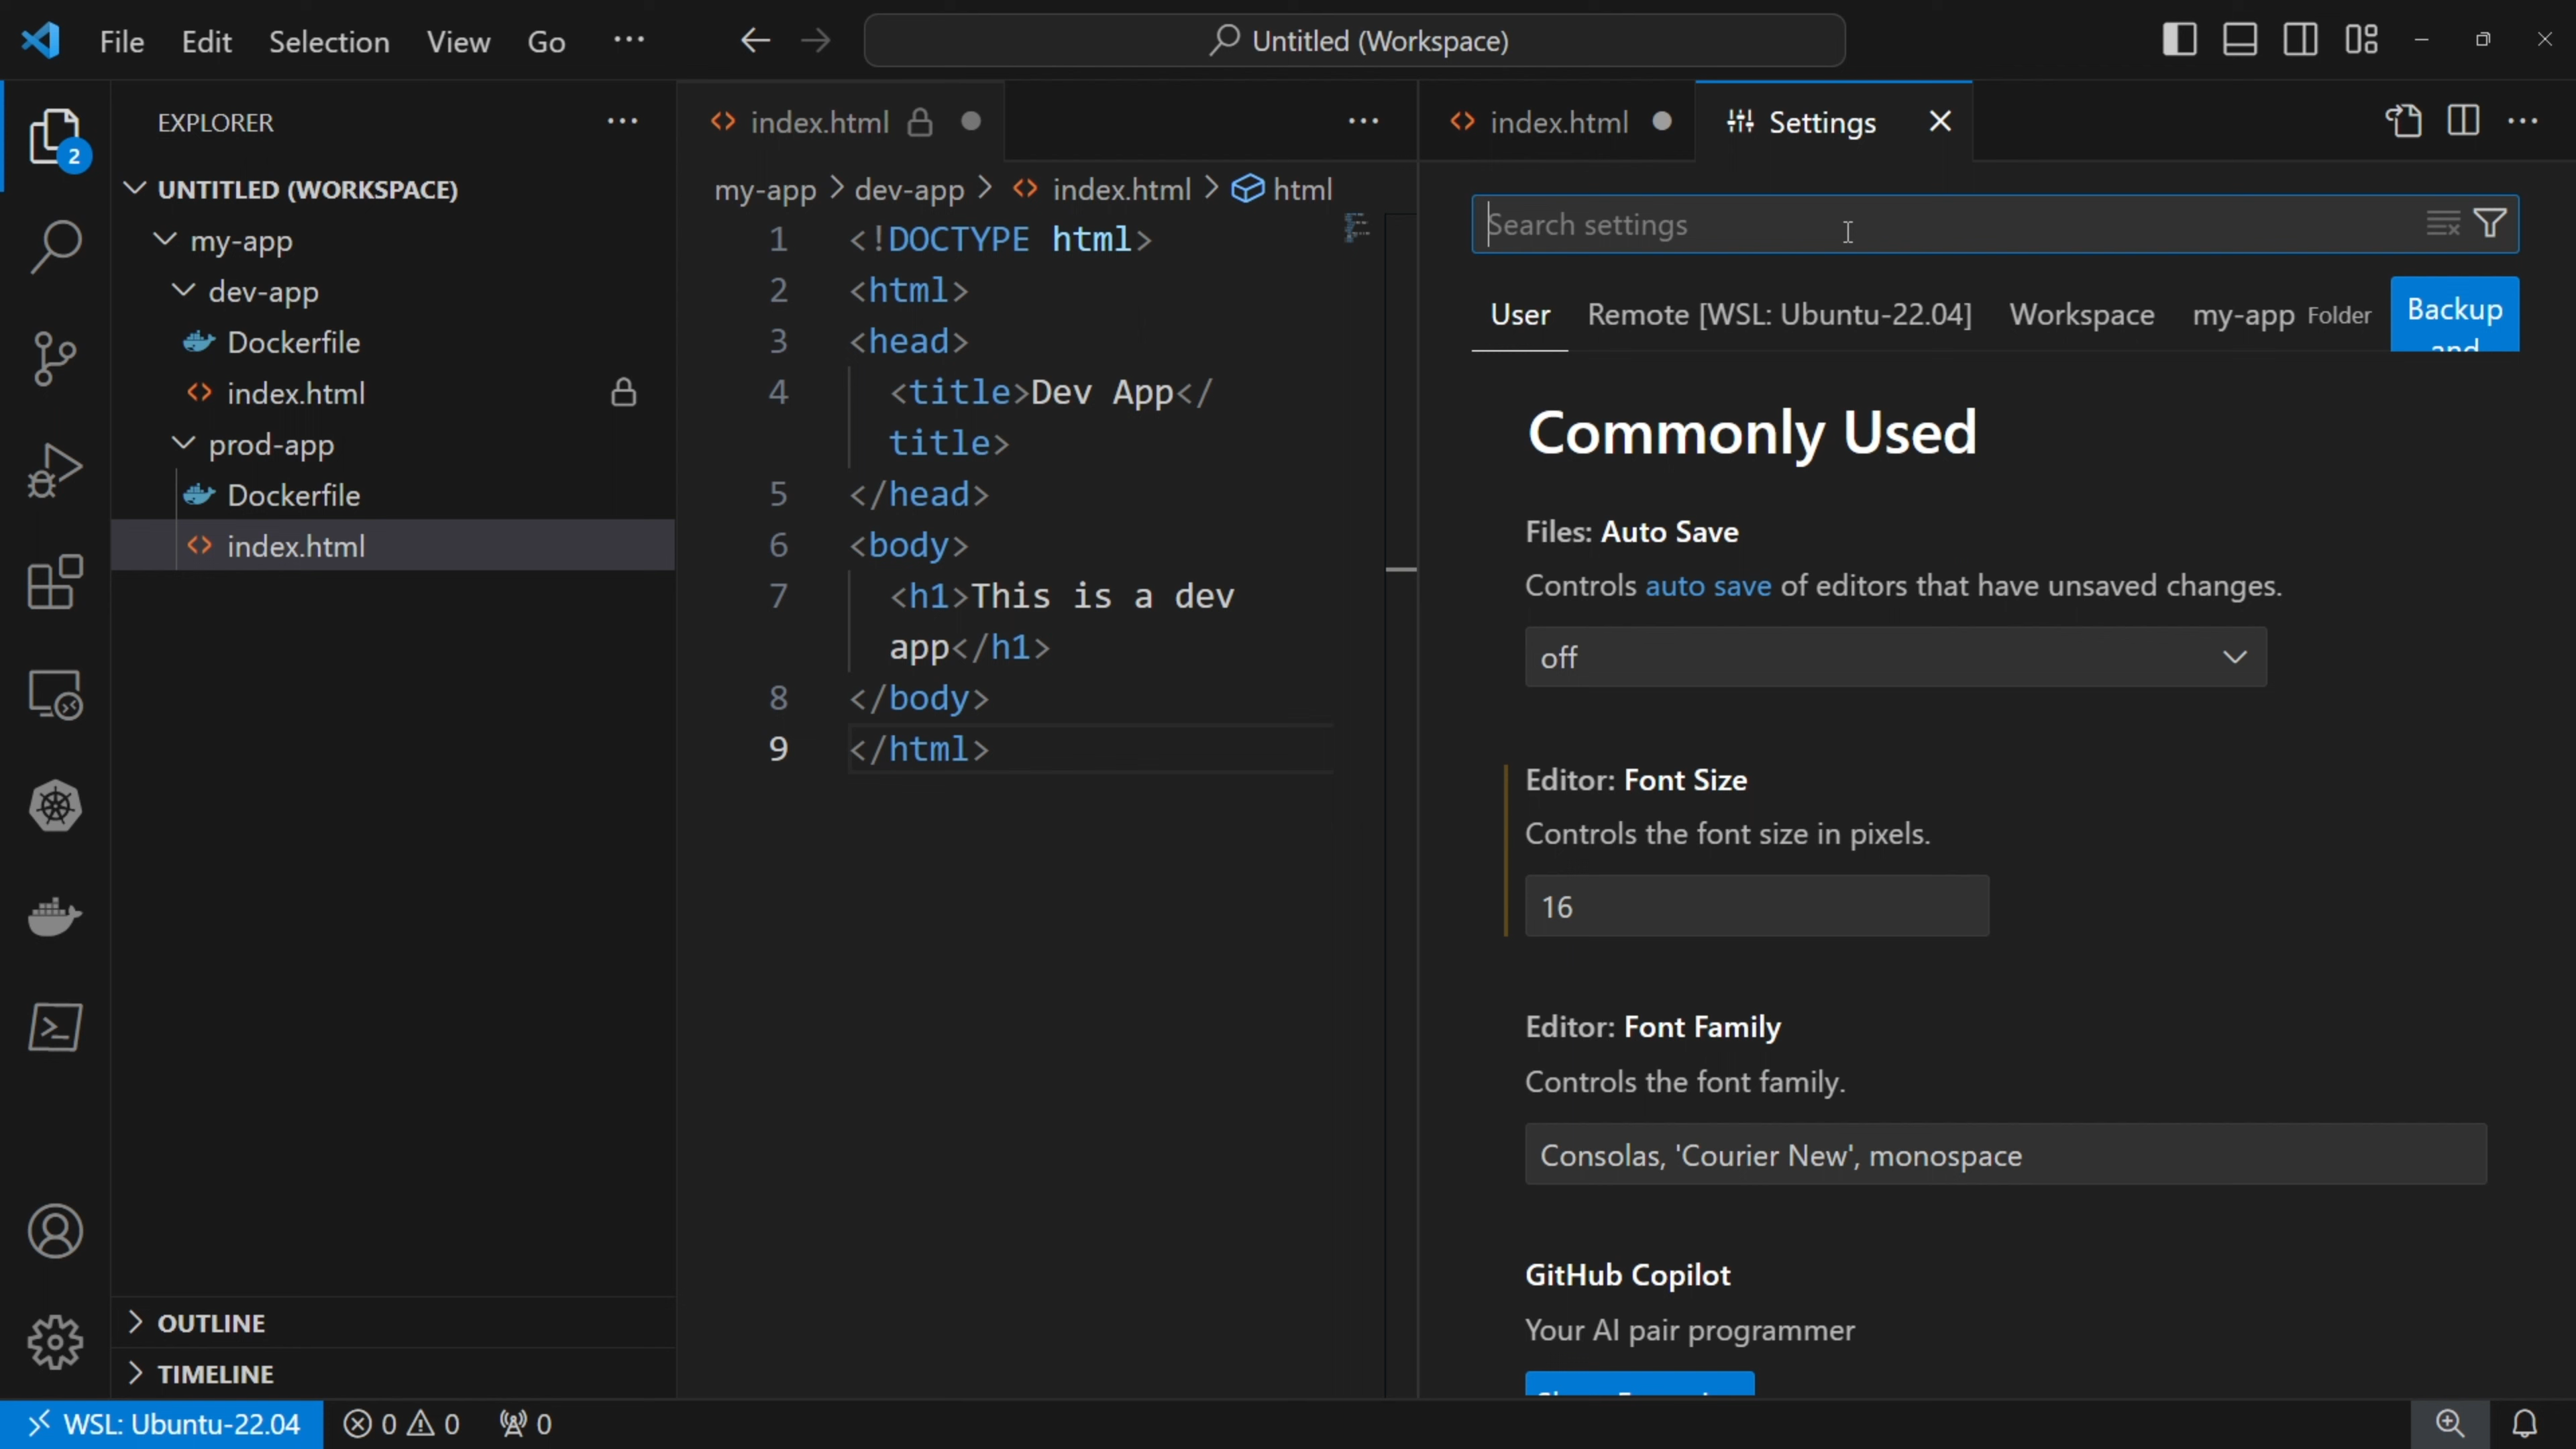 File Edit Selection View Go ···
Untitled (Workspace)
EXPLORER
2
UNTITLED (WORKSPACE)
my-app
dev-app
Dockerfile
index.html
prod-app
Dockerfile
index.html
OUTLINE
TIMELINE
index.html
my-app > dev-app > index.html > html
1 <!DOCTYPE html>
2 <html>
3 <head>
4 <title>Dev App</
title>
5 </head>
6 <body>
7 <h1>This is a dev
app</h1>
8 </body>
9 </html>
index.html
Settings
Search settings
User Remote [WSL: Ubuntu-22.04] Workspace my-app Folder
Backup
and
Commonly Used
Files: Auto Save
Controls auto save of editors that have unsaved changes.
off
Editor: Font Size
Controls the font size in pixels.
16
Editor: Font Family
Controls the font family.
Consolas, 'Courier New', monospace
GitHub Copilot
Your AI pair programmer
WSL: Ubuntu-22.04 0 0 0